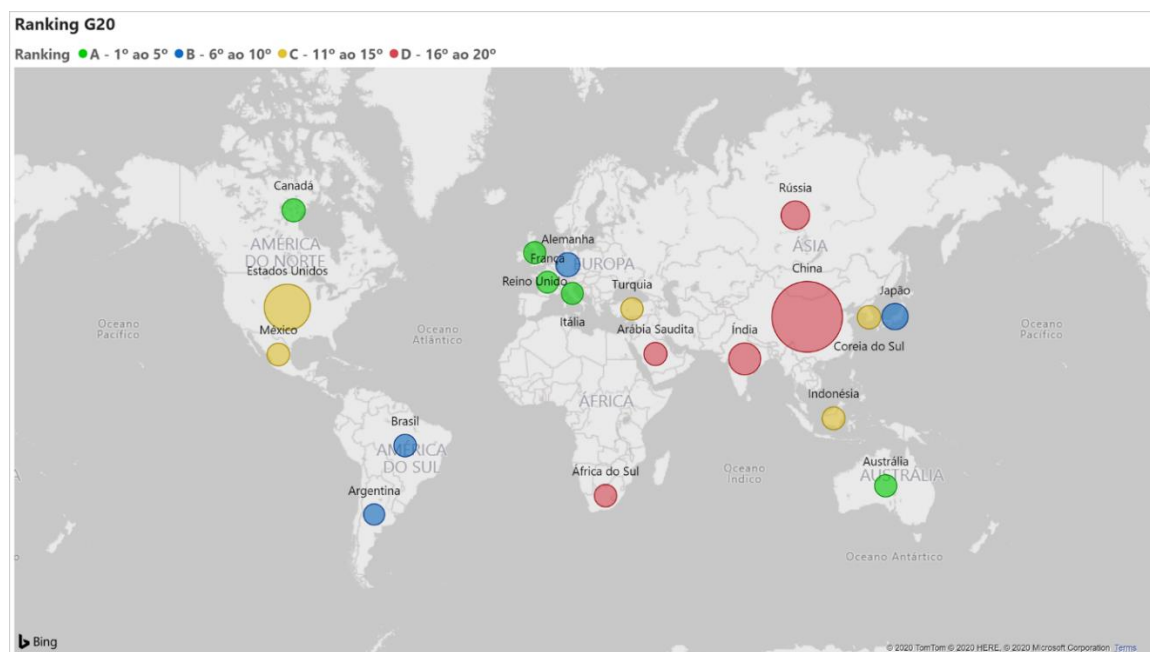 Ranking G20
Ranking A - 1º ao 5º B - 6º ao 10º C - 11º ao 15º D - 16º ao 20º
Canadá
Rússia
AMÉRICA
DO NORTE
Alemanha
ÁSIA
França
EUROPA
Estados Unidos
Reino Unido
Turquia
China
Japão
Oceano
Pacífico
Oceano
Atlântico
México
Itália
Arábia Saudita
Índia
Coreia do Sul
Oceano
Pacífico
ÁFRICA
Indonésia
Brasil
AMÉRICA
DO SUL
Argentina
África do Sul
Oceano
Índico
Austrália
AUSTRÁLIA
Oceano Antártico
Bing
© 2020 TomTom © 2020 HERE, © 2020 Microsoft Corporation Terms